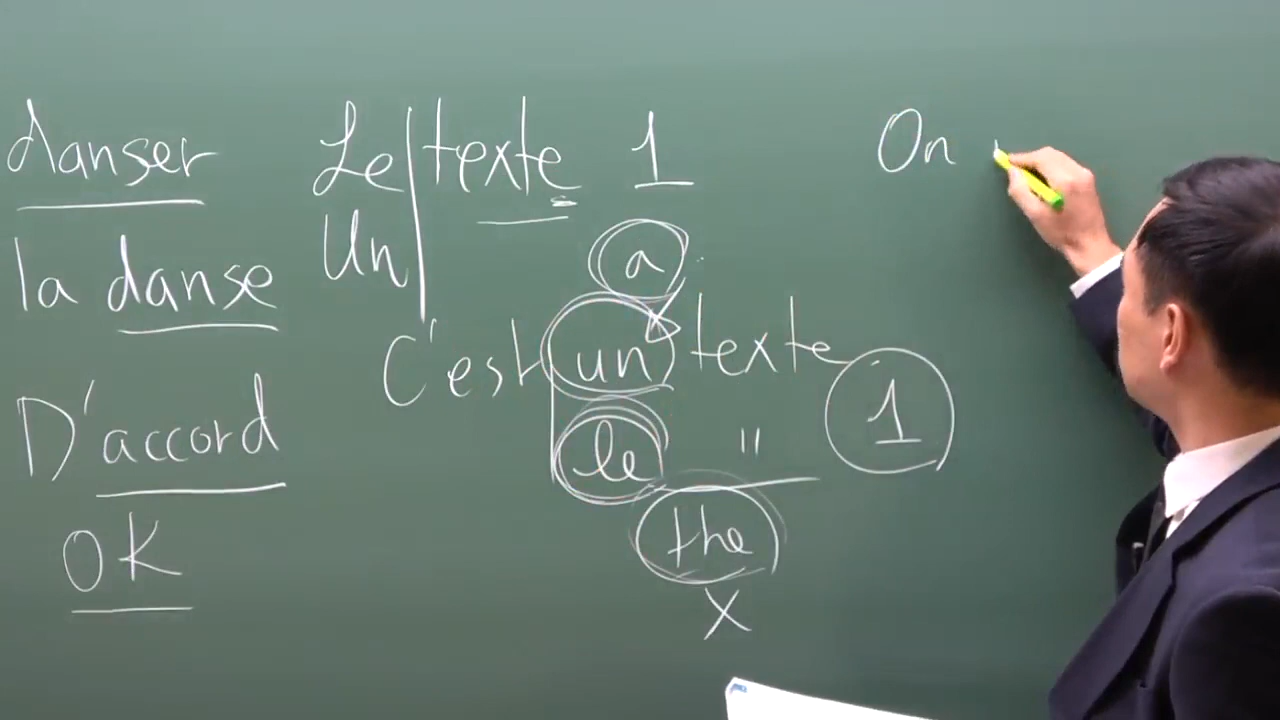 danser
la danse
D'accord
OK
Le texte 1
Un
a
C'est un texte
le " 1
the
x
On